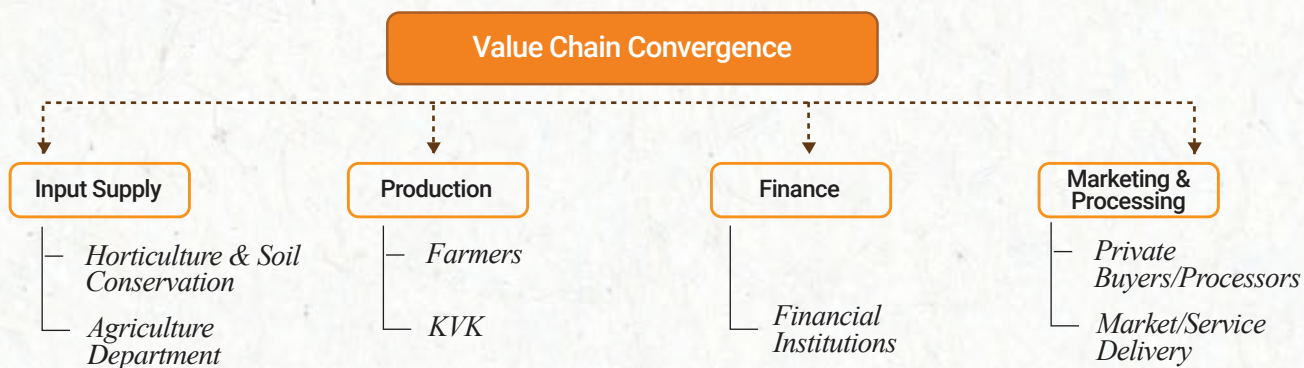 Value Chain Convergence
Input Supply
Horticulture & Soil
Conservation
Agriculture
Department
Production
Farmers
KVK
Finance
Financial
Institutions
Marketing &
Processing
Private
Buyers/Processors
Market/Service
Delivery